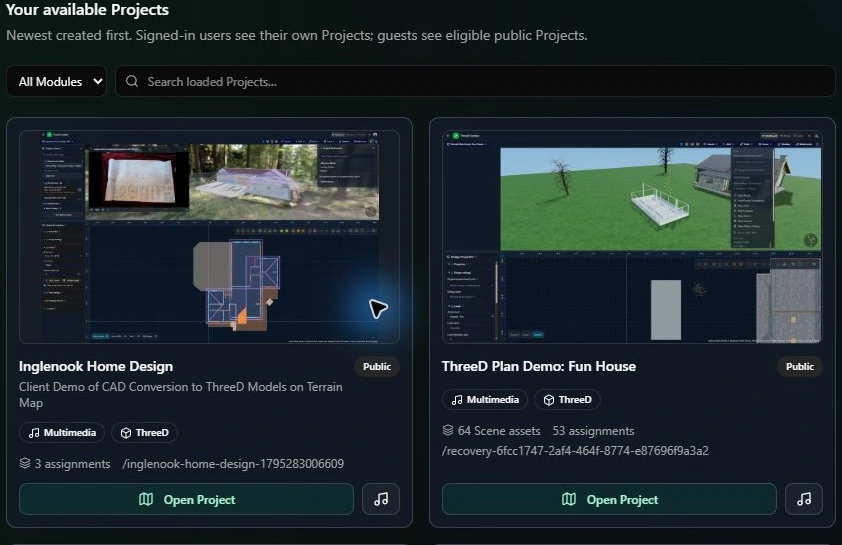 Your available Projects
Newest created first. Signed-in users see their own Projects; guests see eligible public Projects.
All Modules
Search loaded Projects...
Inglenook Home Design
Public
Client Demo of CAD Conversion to ThreeD Models on Terrain
Map
Multimedia
ThreeD
3 assignments /inglenook-home-design-1795283006609
Open Project
ThreeD Plan Demo: Fun House
Public
Multimedia
ThreeD
64 Scene assets 53 assignments
/recovery-6fcc1747-2af4-464f-8774-e87696f9a3a2
Open Project